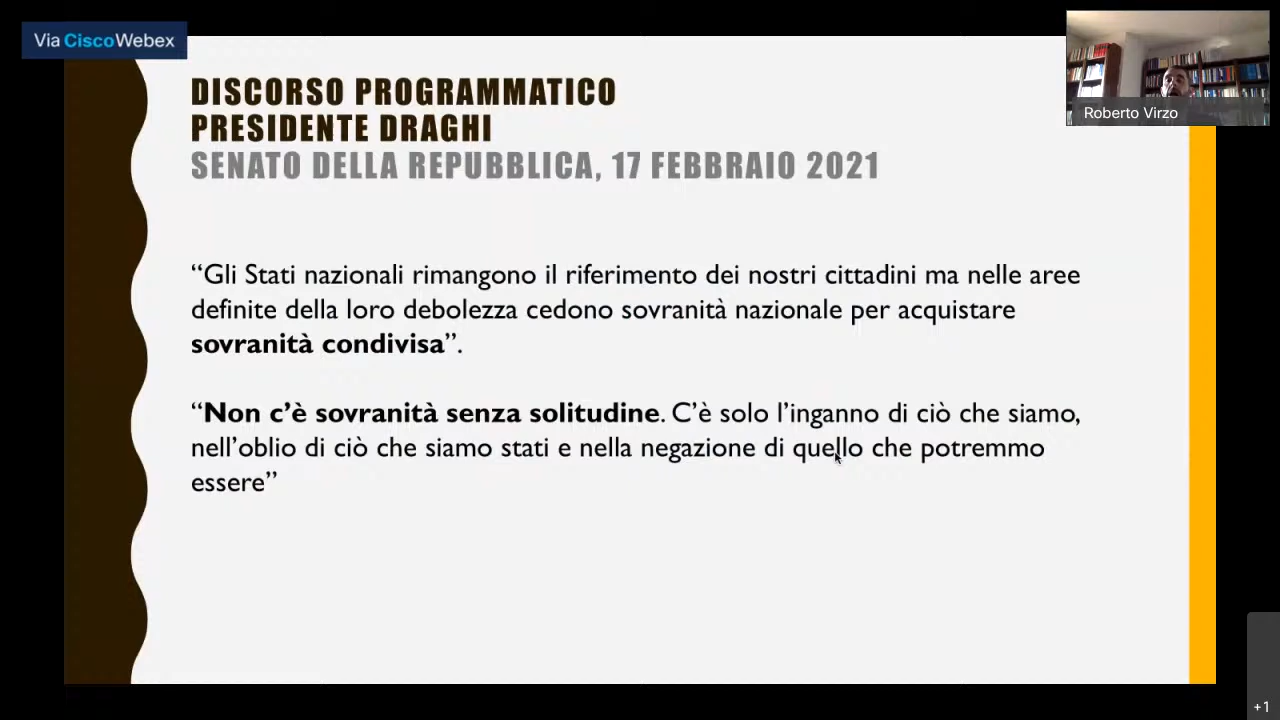 Via CiscoWebex
Roberto Virzo
DISCORSO PROGRAMMATICO
PRESIDENTE DRAGHI
SENATO DELLA REPUBBLICA, 17 FEBBRAIO 2021
“Gli Stati nazionali rimangono il riferimento dei nostri cittadini ma nelle aree
definite della loro debolezza cedono sovranità nazionale per acquistare
sovranità condivisa”.
“Non c’è sovranità senza solitudine. C’è solo l’inganno di ciò che siamo,
nell’oblio di ciò che siamo stati e nella negazione di quello che potremmo
essere”
+1